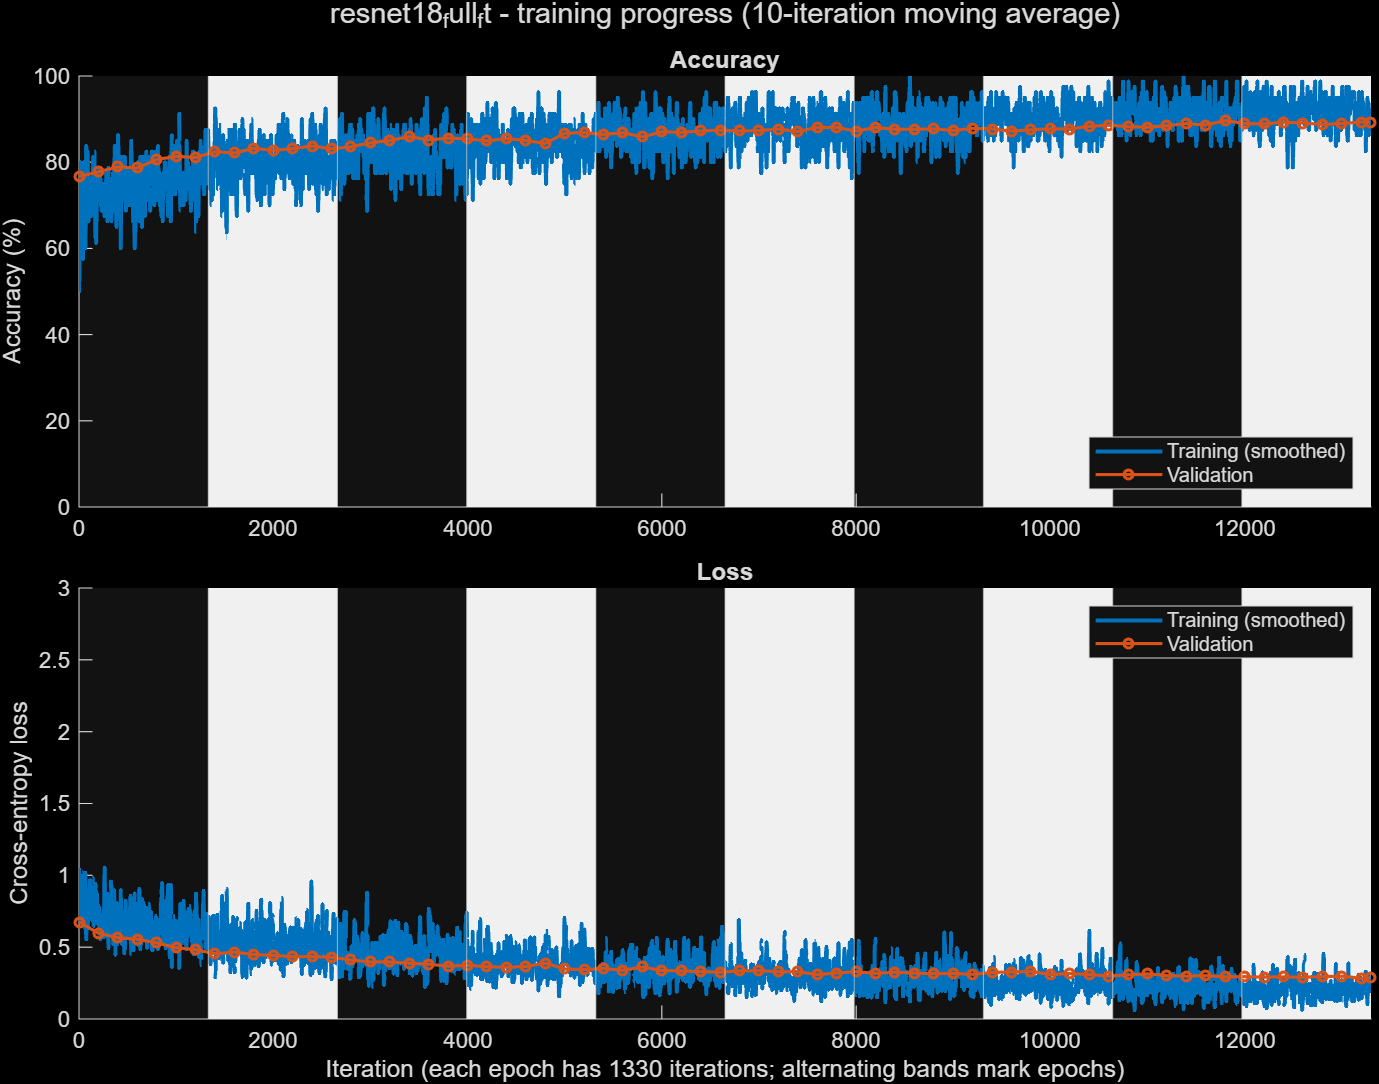 resnet18fullft - training progress (10-iteration moving average)
Accuracy
Accuracy (%)
100
80
60
40
20
0
0 2000 4000 6000 8000 10000 12000
Training (smoothed)
Validation
Loss
Cross-entropy loss
3
2.5
2
1.5
1
0.5
0
Training (smoothed)
Validation
0 2000 4000 6000 8000 10000 12000
Iteration (each epoch has 1330 iterations; alternating bands mark epochs)